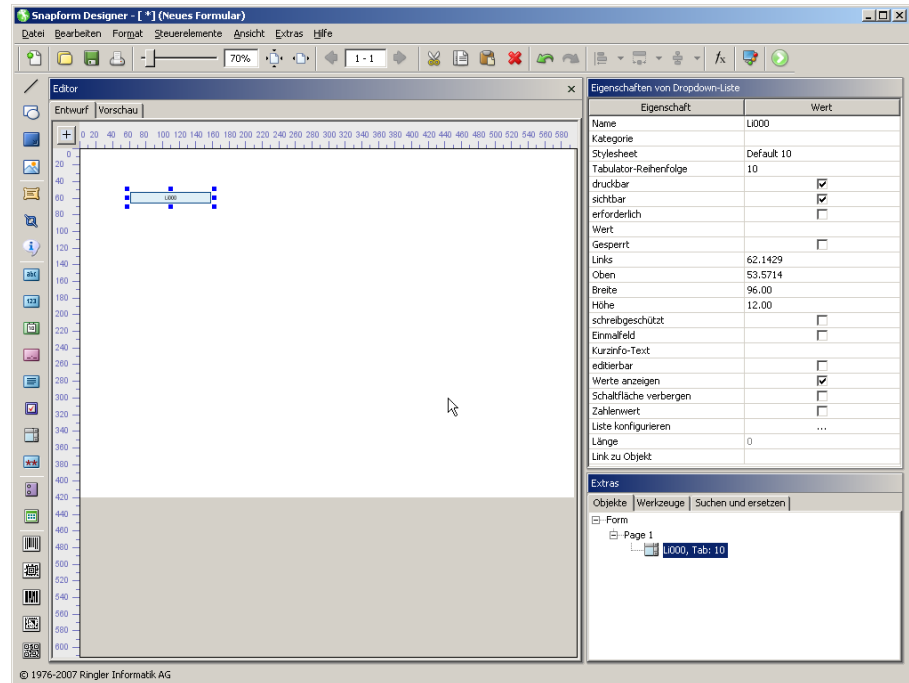 Snapform Designer - [ *] (Neues Formular)
Datei Bearbeiten Format Steuerelemente Ansicht Extras Hilfe
70% 1 - 1
Editor
Entwurf Vorschau
0 20 40 60 80 100 120 140 160 180 200 220 240 260 280 300 320 340 360 380 400 420 440 460 480 500 520 540 560 580
0
20
40
60
80
100
120
140
160
180
200
220
240
260
280
300
320
340
360
380
400
420
440
460
480
500
520
540
560
580
600
Li000
Eigenschaften von Dropdown-Liste
Eigenschaft Wert
Name Li000
Kategorie
Stylesheet Default 10
Tabulator-Reihenfolge 10
druckbar
sichtbar
erforderlich
Wert
Gesperrt
Links 62.1429
Oben 53.5714
Breite 96.00
Höhe 12.00
schreibgeschützt
Einmalfeld
Kurzinfo-Text
editierbar
Werte anzeigen
Schaltfläche verbergen
Zahlenwert
Liste konfigurieren ...
Länge 0
Link zu Objekt
Extras
Objekte Werkzeuge Suchen und ersetzen
Form
Page 1
Li000, Tab: 10
© 1976-2007 Ringler Informatik AG